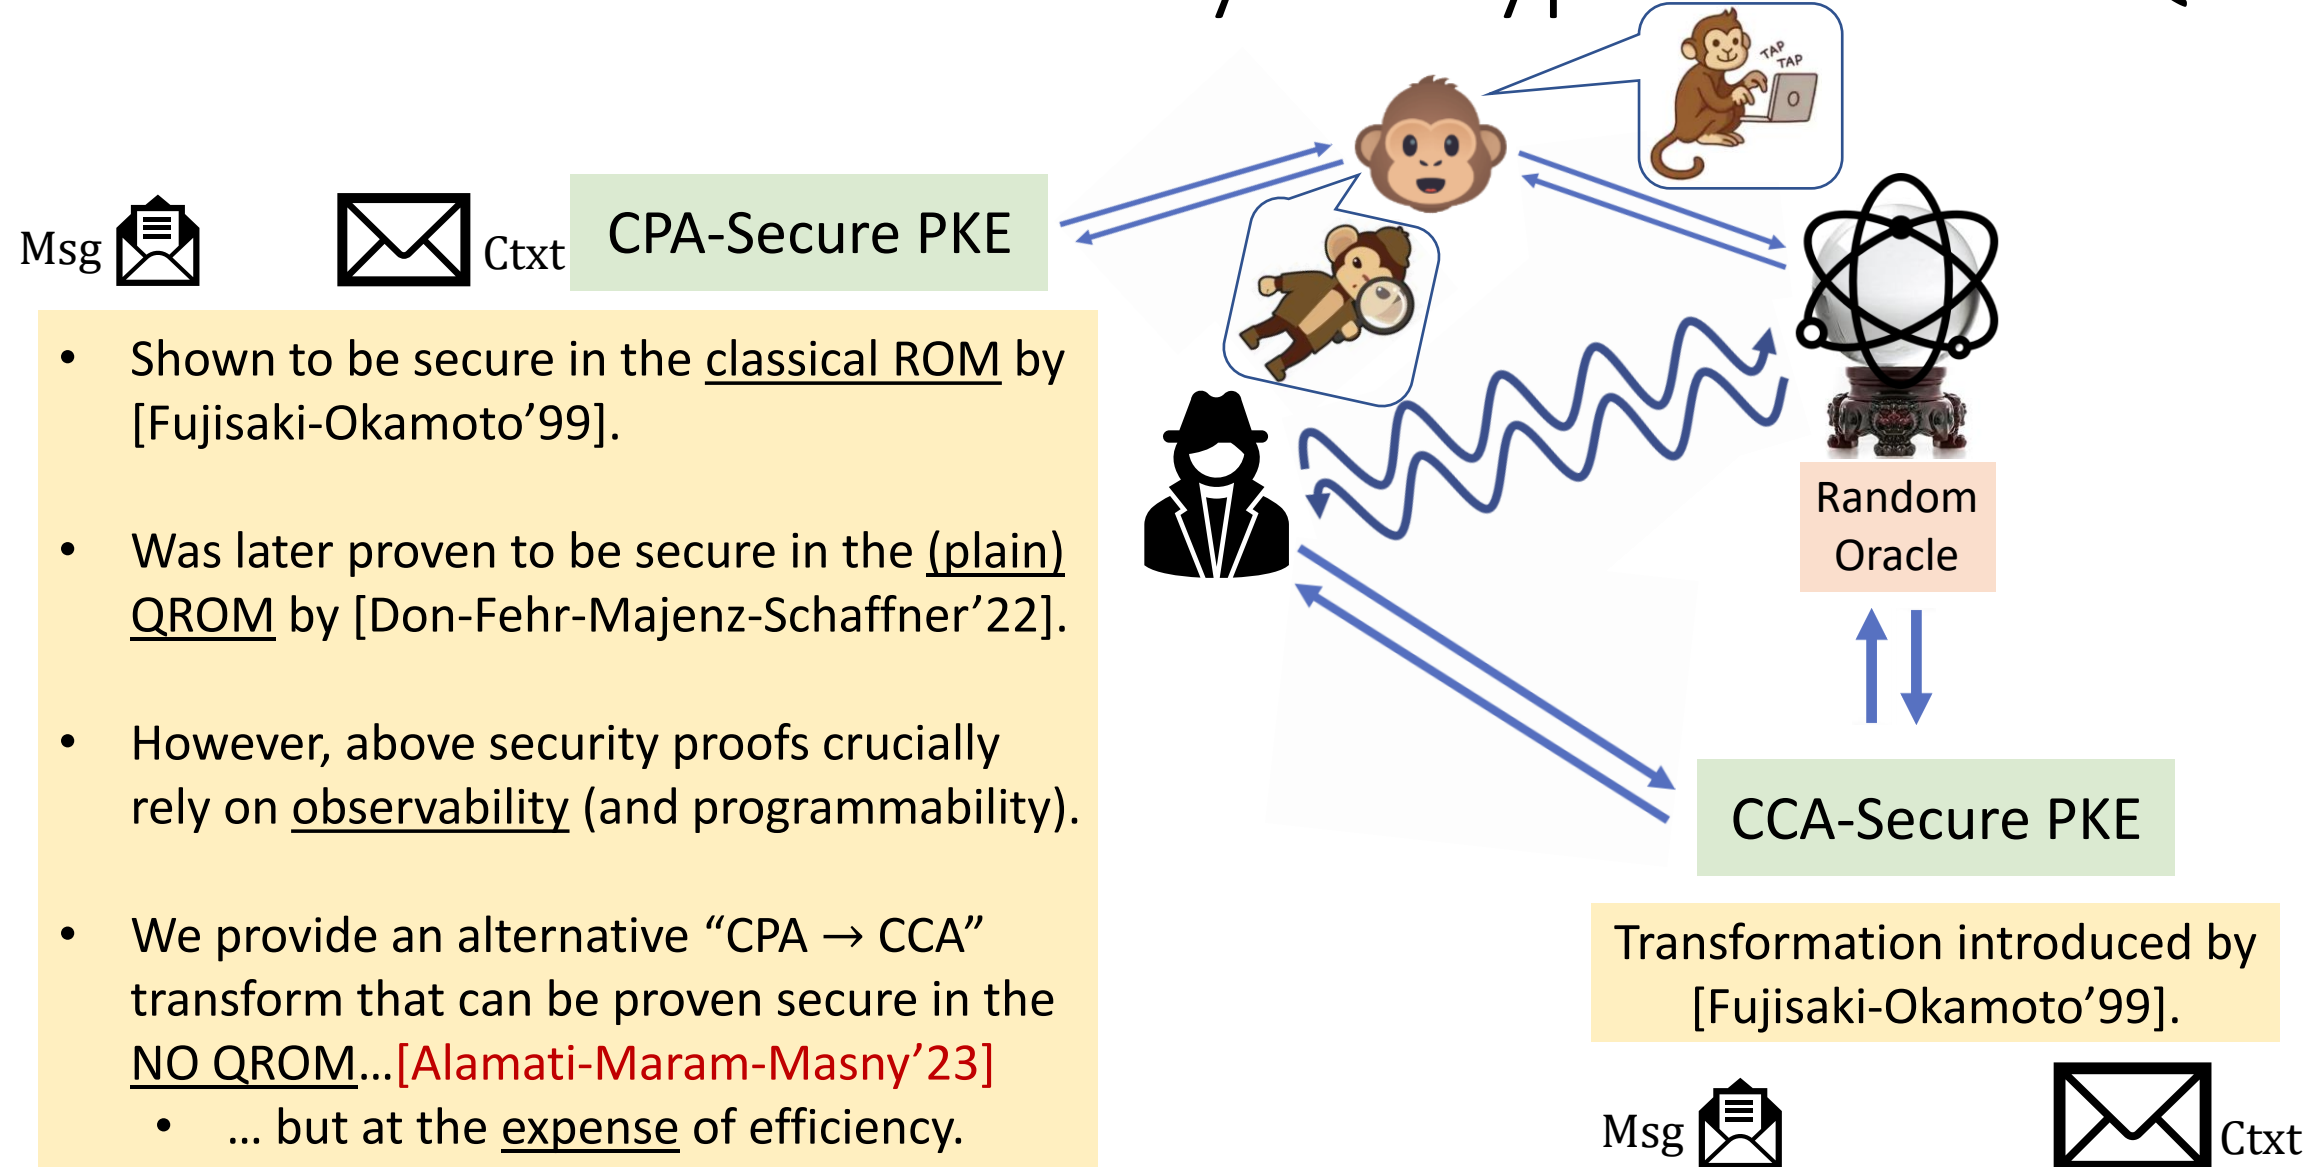 TAP
TAP
Msg
Ctxt
CPA-Secure PKE
• Shown to be secure in the classical ROM by
[Fujisaki-Okamoto’99].
• Was later proven to be secure in the (plain)
QROM by [Don-Fehr-Majenz-Schaffner’22].
• However, above security proofs crucially
rely on observability (and programmability).
• We provide an alternative “CPA → CCA”
transform that can be proven secure in the
NO QROM…[Alamati-Maram-Masny’23]
• … but at the expense of efficiency.
Random
Oracle
CCA-Secure PKE
Transformation introduced by
[Fujisaki-Okamoto’99].
Msg
Ctxt